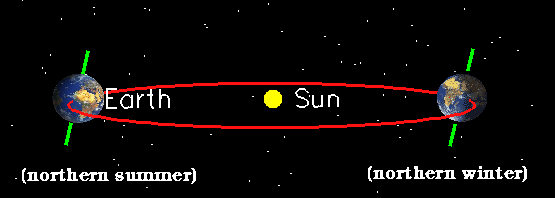 Earth
Sun
(northern summer)
(northern winter)